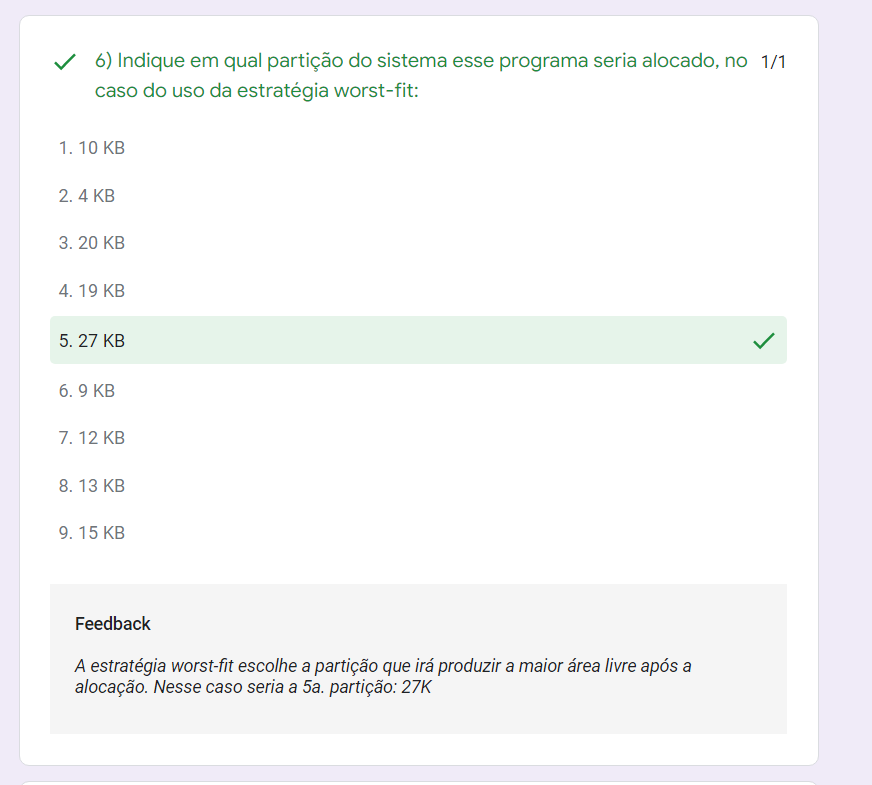 6) Indique em qual partição do sistema esse programa seria alocado, no 1/1
caso do uso da estratégia worst-fit:
1. 10 KB
2. 4 KB
3. 20 KB
4. 19 KB
5. 27 KB
6. 9 KB
7. 12 KB
8. 13 KB
9. 15 KB
Feedback
A estratégia worst-fit escolhe a partição que irá produzir a maior área livre após a
alocação. Nesse caso seria a 5a. partição: 27K